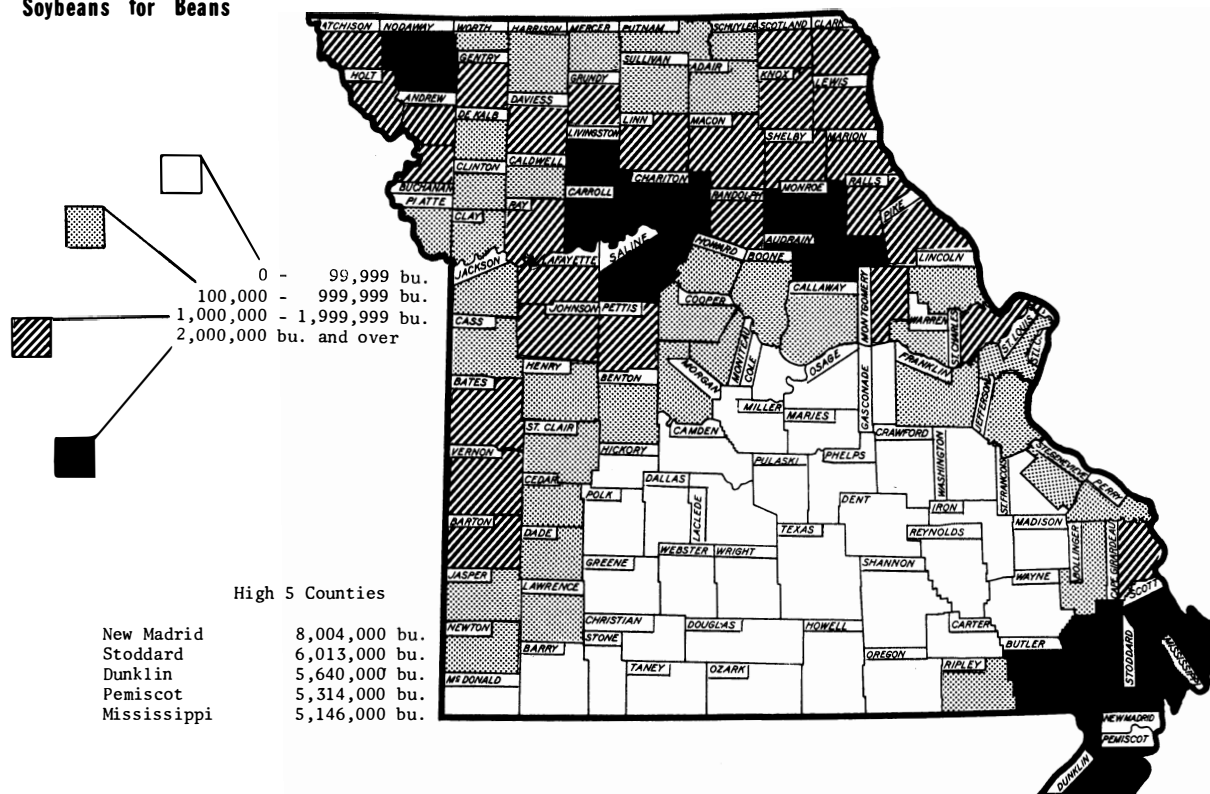 Soybeans for Beans
ATCHISON NODAWAY WORTH HARRISON MERCER PUTNAM SCHUYLER SCOTLAND CLARK
GENTRY SULLIVAN ADAIR
HOLT GRUNDY KNOX LEWIS
ANDREW DAVIESS
DE KALB LINN MACON
LIVINGSTON SHELBY MARION
CLINTON CALDWELL
BUCHANAN CARROLL CHARITON RANDOLPH MONROE RALLS
PLATTE RAY PIKE
CLAY
HOWARD AUDRAIN
JACKSON LAFAYETTE SALINE BOONE LINCOLN
CALLAWAY
JOHNSON PETTIS COOPER MONTGOMERY
CASS WARREN ST. CHARLES ST. LOUIS
0 - 99,999 bu.
100,000 - 999,999 bu.
1,000,000 - 1,999,999 bu.
2,000,000 bu. and over
HENRY MORGAN MONITEAU COLE OSAGE FRANKLIN
BATES BENTON GASCONADE JEFFERSON
MILLER MARIES
ST. CLAIR CAMDEN CRAWFORD
VERNON HICKORY PULASKI PHELPS WASHINGTON ST. FRANCOIS STE GENEVIEVE
CEDAR DALLAS PERRY
POLK LACLEDE DENT IRON
BARTON DADE TEXAS REYNOLDS MADISON BOLLINGER CAPE GIRARDEAU
WEBSTER WRIGHT
GREENE SHANNON
JASPER LAWRENCE WAYNE SCOTT
NEWTON CHRISTIAN DOUGLAS HOWELL CARTER
STONE BUTLER STODDARD MISSISSIPPI
BARRY OREGON
McDONALD TANEY OZARK RIPLEY
NEW MADRID
PEMISCOT
DUNKLIN
High 5 Counties
New Madrid 8,004,000 bu.
Stoddard 6,013,000 bu.
Dunklin 5,640,000 bu.
Pemiscot 5,314,000 bu.
Mississippi 5,146,000 bu.